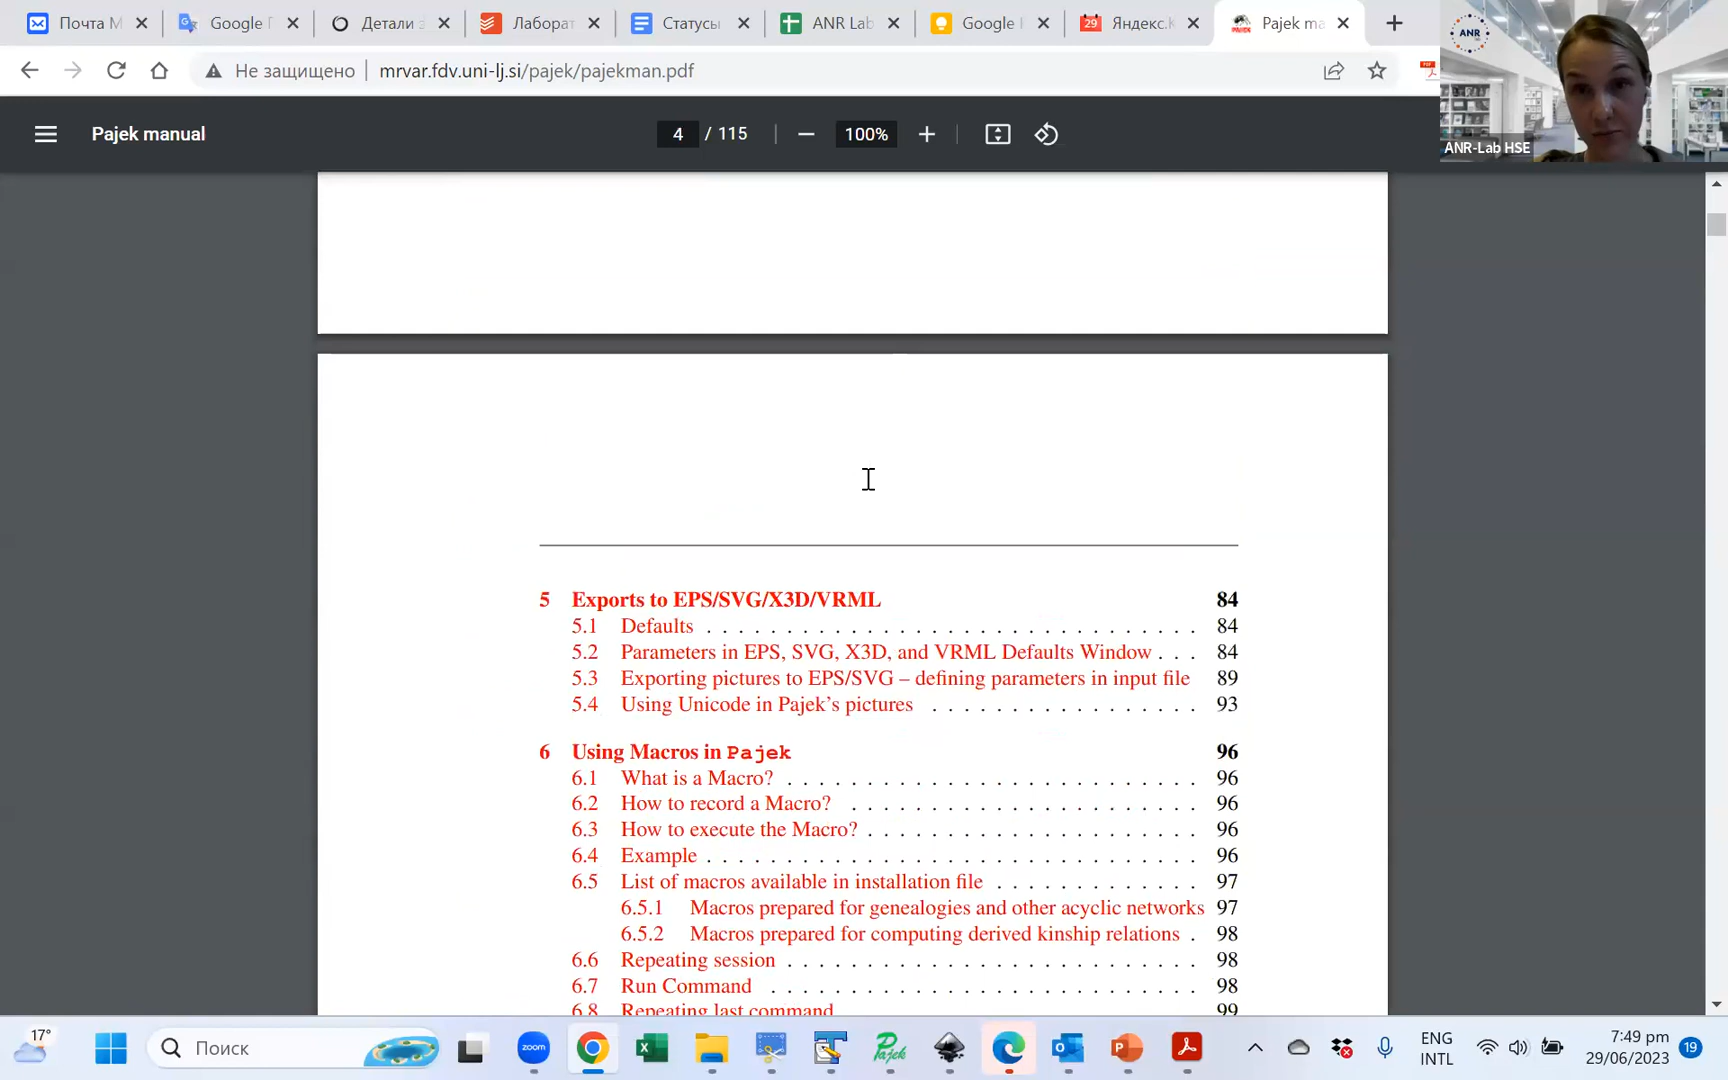 Почта М
Google П
Детали з
Лаборат
Статусы
ANR Lab
Google
Яндекс.К
Pajek ma
Не защищено
mrvar.fdv.uni-lj.si/pajek/pajekman.pdf
ANR
ANR-Lab HSE
Pajek manual
4 / 115
100%
5 Exports to EPS/SVG/X3D/VRML 84
5.1 Defaults . . . . . . . . . . . . . . . . . . . . . . . . . . . . . . 84
5.2 Parameters in EPS, SVG, X3D, and VRML Defaults Window . . . 84
5.3 Exporting pictures to EPS/SVG – defining parameters in input file 89
5.4 Using Unicode in Pajek's pictures . . . . . . . . . . . . . . . . . 93
6 Using Macros in Pajek 96
6.1 What is a Macro? . . . . . . . . . . . . . . . . . . . . . . . . . . 96
6.2 How to record a Macro? . . . . . . . . . . . . . . . . . . . . . . 96
6.3 How to execute the Macro? . . . . . . . . . . . . . . . . . . . . . 96
6.4 Example . . . . . . . . . . . . . . . . . . . . . . . . . . . . . . 96
6.5 List of macros available in installation file . . . . . . . . . . . . . 97
6.5.1 Macros prepared for genealogies and other acyclic networks 97
6.5.2 Macros prepared for computing derived kinship relations . 98
6.6 Repeating session . . . . . . . . . . . . . . . . . . . . . . . . . . 98
6.7 Run Command . . . . . . . . . . . . . . . . . . . . . . . . . . . 98
6.8 Repeating last command 99
17°
Поиск
zoom
Pajek
ENG
INTL
7:49 pm
29/06/2023
19